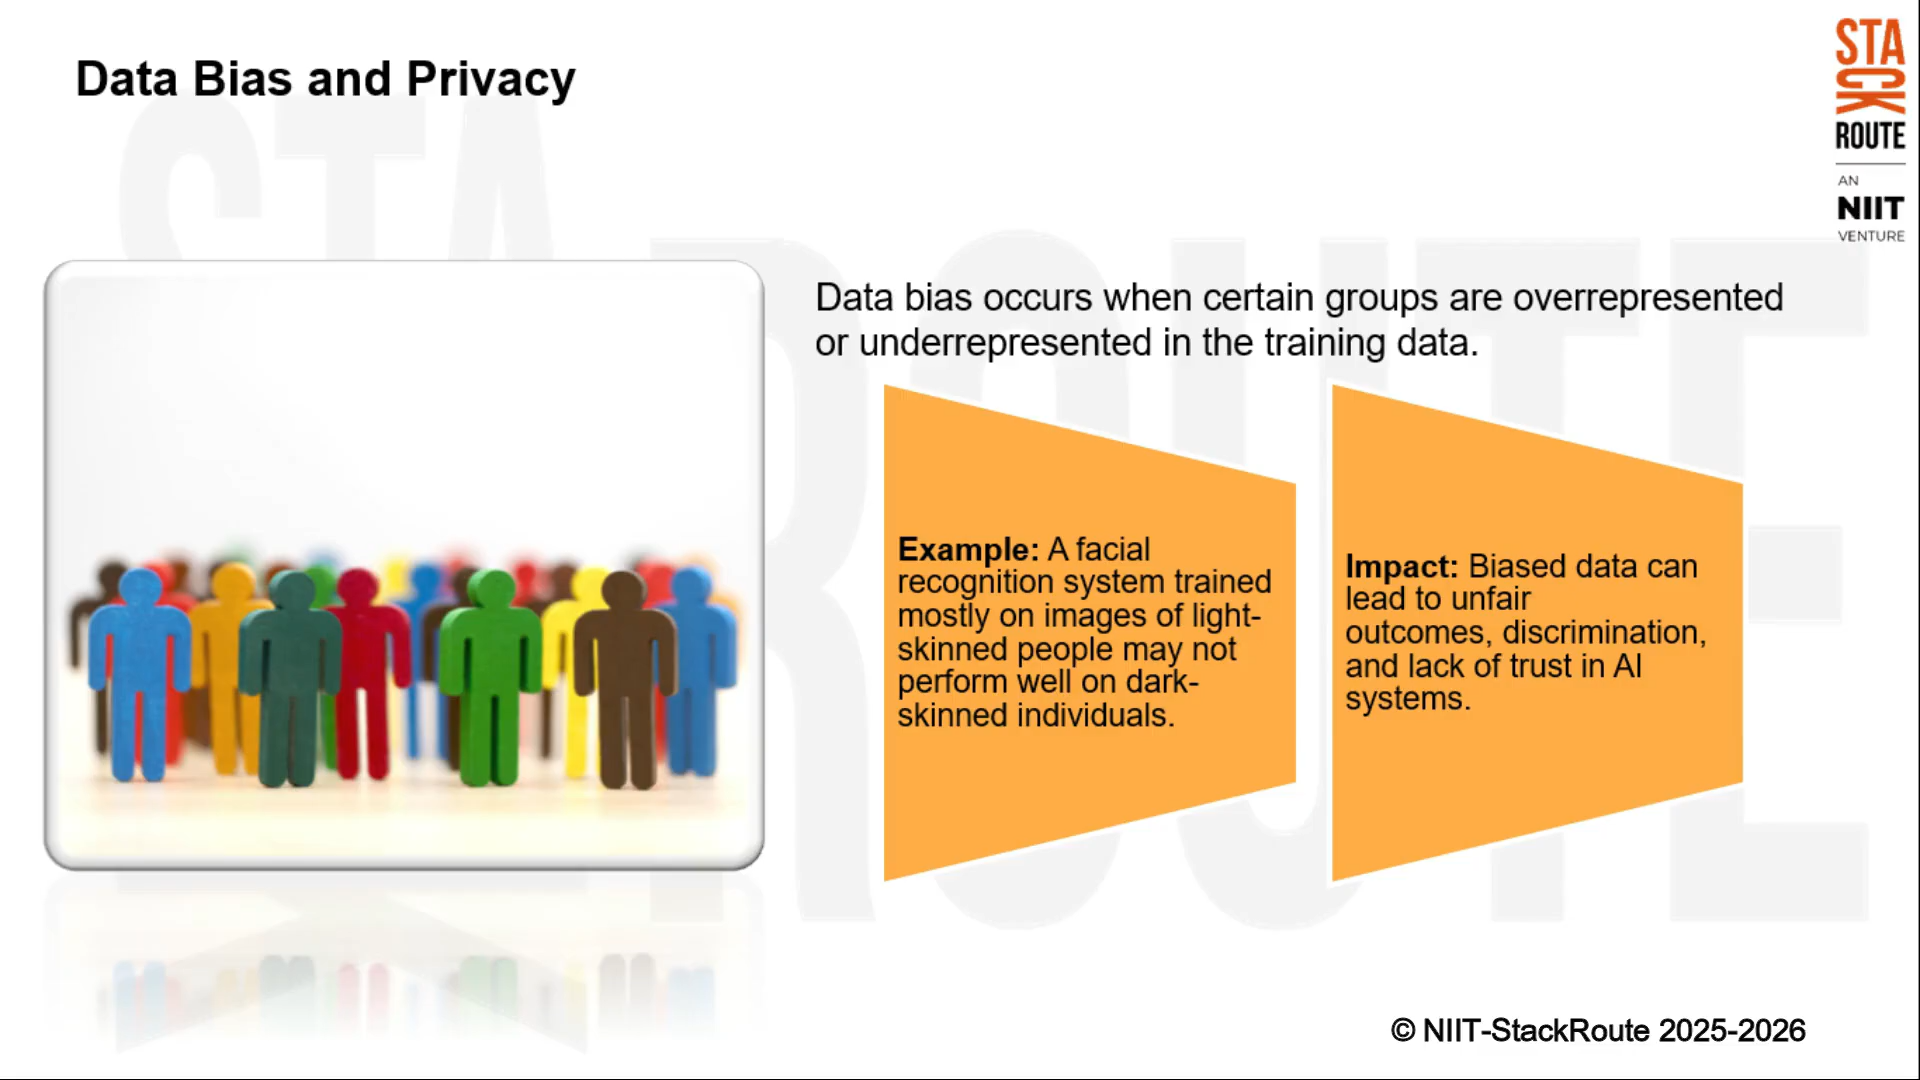 Data Bias and Privacy
STA
CK
ROUTE
AN
NIIT
VENTURE
Data bias occurs when certain groups are overrepresented
or underrepresented in the training data.
Example: A facial
recognition system trained
mostly on images of light-
skinned people may not
perform well on dark-
skinned individuals.
Impact: Biased data can
lead to unfair
outcomes, discrimination,
and lack of trust in AI
systems.
© NIIT-StackRoute 2025-2026